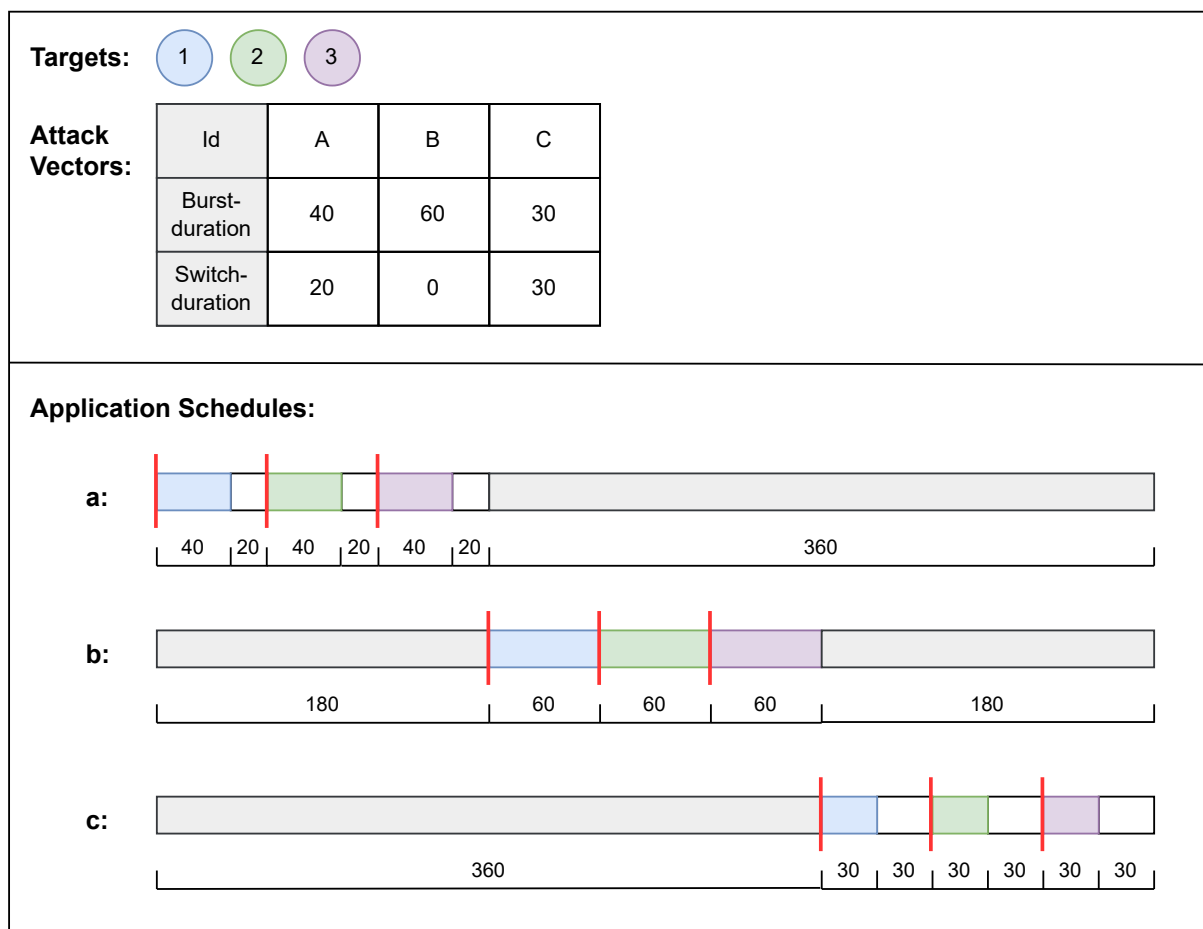 Targets: 1 2 3
Attack
Vectors:
Id A B C
Burst-
duration 40 60 30
Switch-
duration 20 0 30
Application Schedules:
a:
40 20 40 20 40 20 360
b:
180 60 60 60 180
c:
360 30 30 30 30 30 30